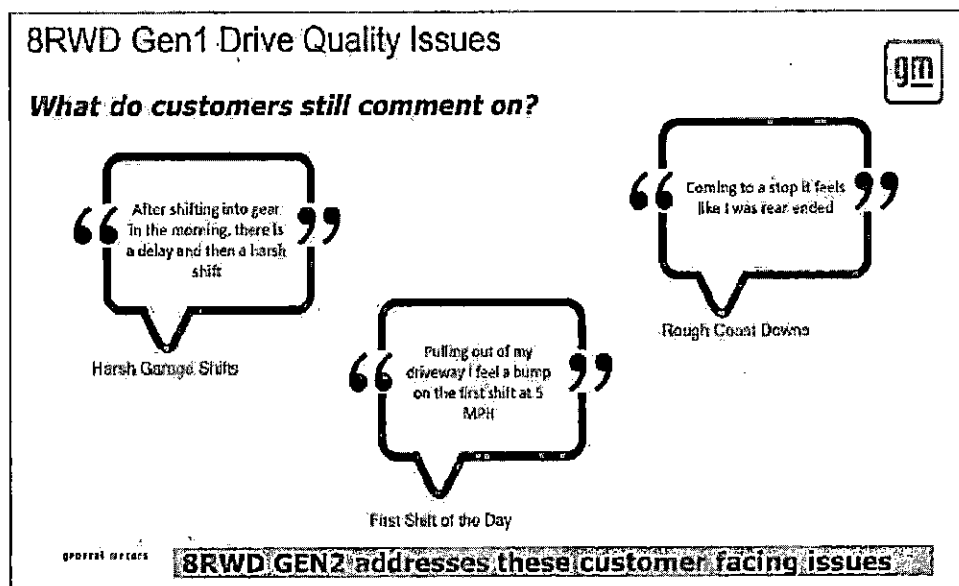 8RWD Gen1 Drive Quality Issues
gm
What do customers still comment on?
“ After shifting into gear
in the morning, there is
a delay and then a harsh
shift ”
Harsh Garage Shifts
“ Pulling out of my
driveway I feel a bump
on the first shift at 5
MPH ”
First Shift of the Day
“ Coming to a stop it feels
like I was rear ended ”
Rough Coast Downs
general motors
8RWD GEN2 addresses these customer facing issues